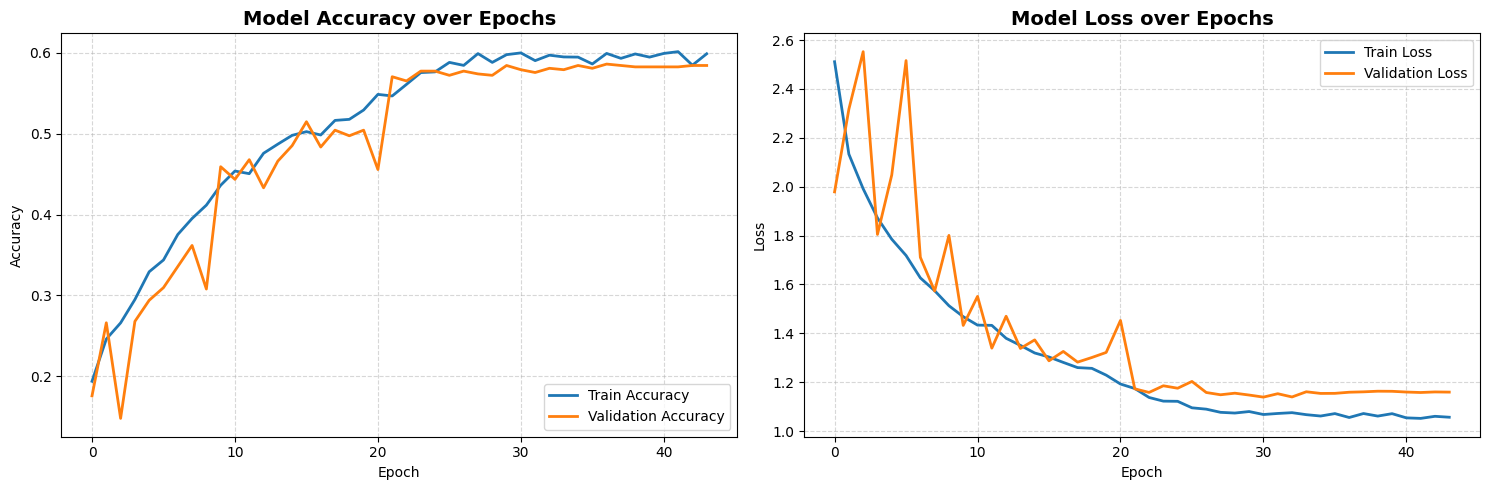 Model Accuracy over Epochs
0.6
0.5
0.4
0.3
0.2
Accuracy
Train Accuracy
Validation Accuracy
0
10
20
30
40
Epoch
Model Loss over Epochs
2.6
2.4
2.2
2.0
1.8
1.6
1.4
1.2
1.0
Loss
Train Loss
Validation Loss
0
10
20
30
40
Epoch